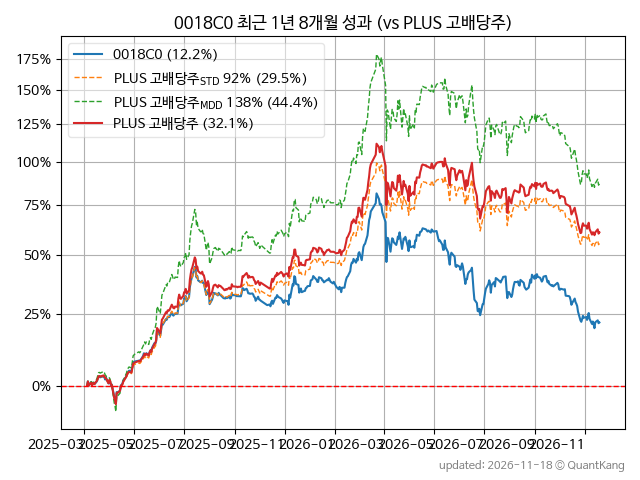 0018C0 최근 1년 8개월 성과 (vs PLUS 고배당주)
0018C0 (12.2%)
PLUS 고배당주STD 92% (29.5%)
PLUS 고배당주MDD 138% (44.4%)
PLUS 고배당주 (32.1%)
175%
150%
125%
100%
75%
50%
25%
0%
2025-03 2025-05 2025-07 2025-09 2025-11 2026-01 2026-03 2026-05 2026-07 2026-09 2026-11
updated: 2026-11-18 © QuantKang